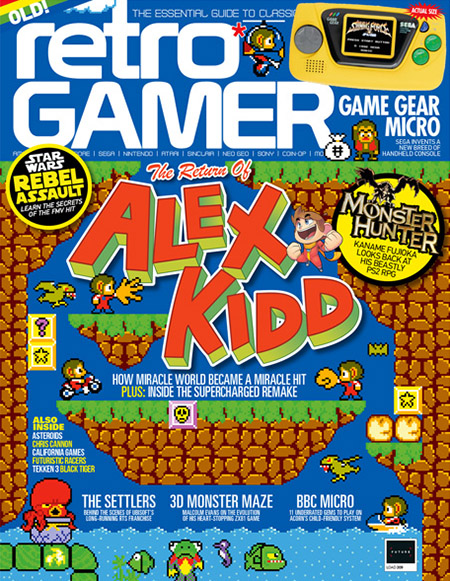 OLD!
THE ESSENTIAL GUIDE TO CLASSIC
ACTUAL SIZE
SEGA
retro
GAMER
GAME GEAR
MICRO
SEGA INVENTS A
NEW BREED OF
HANDHELD CONSOLE
| SEGA | NINTENDO | ATARI | SINCLAIR | NEO GEO | SONY | COIN-OP |
STAR
WARS
REBEL
ASSAULT
LEARN THE SECRETS
OF THE FMV HIT
The Return Of
ALEX
KIDD
MONSTER
HUNTER
KANAME FUJIOKA
LOOKS BACK AT
HIS BEASTLY
PS2 RPG
?
HOW MIRACLE WORLD BECAME A MIRACLE HIT
PLUS: INSIDE THE SUPERCHARGED REMAKE
ALSO
INSIDE
ASTEROIDS
CHRIS CANNON
CALIFORNIA GAMES
FUTURISTIC RACERS
TEKKEN 3 BLACK TIGER
THE SETTLERS
BEHIND THE SCENES OF UBISOFT'S
LONG-RUNNING RTS FRANCHISE
3D MONSTER MAZE
MALCOLM EVANS ON THE EVOLUTION
OF HIS HEART-STOPPING ZX81 GAME
BBC MICRO
11 UNDERRATED GAMES TO PLAY ON
ACORN'S CHILD-FRIENDLY SYSTEM
FUTURE